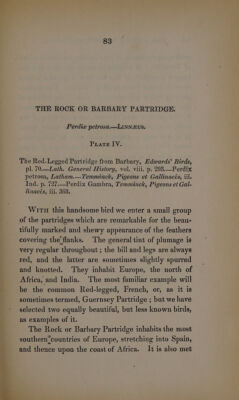 83
THE ROCK OR BARBARY PARTRIDGE.
Perdix petrosa.—LINNÆUS.
PLATE IV.
The Red-Legged Partridge from Barbary, Edwards' Birds,
pl. 70.—Lath. General History, vol. viii. p. 293.—Perdix
petrosa, Latham.—Temminck, Pigeons et Gallinacés, iii.
Ind. p. 727.—Perdix Gambra, Temminck, Pigeons et Gal-
linacés, iii. 368.
WITH this handsome bird we enter a small group
of the partridges which are remarkable for the beau-
tifully marked and shewy appearance of the feathers
covering the flanks. The general tint of plumage is
very regular throughout; the bill and legs are always
red, and the latter are sometimes slightly spurred
and knotted. They inhabit Europe, the north of
Africa, and India. The most familiar example will
be the common Red-legged, French, or, as it is
sometimes termed, Guernsey Partridge; but we have
selected two equally beautiful, but less known birds,
as examples of it.
The Rock or Barbary Partridge inhabits the most
southern countries of Europe, stretching into Spain,
and thence upon the coast of Africa. It is also met